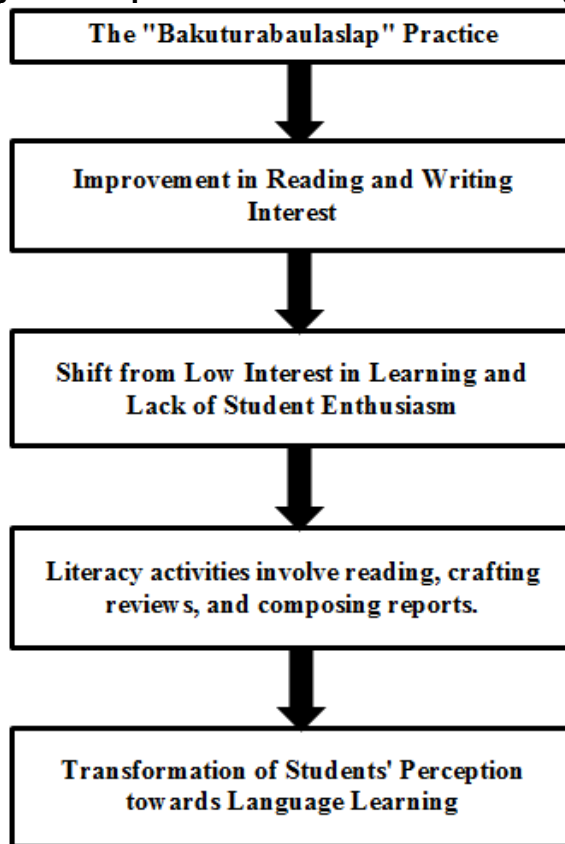 The "Bakuturabaulaslap" Practice
Improvement in Reading and Writing
Interest
Shift from Low Interest in Learning and
Lack of Student Enthusiasm
Literacy activities involve reading, crafting
reviews, and composing reports.
Transformation of Students' Perception
towards Language Learning